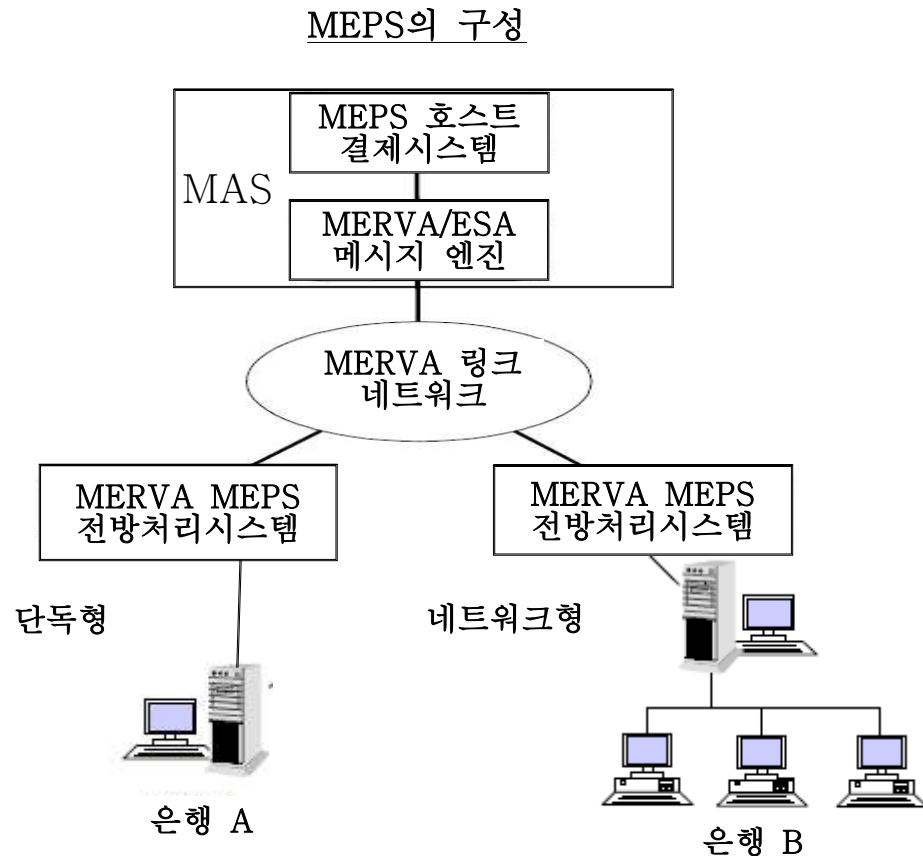 MEPS의 구성
MEPS 호스트
결제시스템
MAS
MERVA/ESA
메시지 엔진
MERVA 링크
네트워크
MERVA MEPS
전방처리시스템
MERVA MEPS
전방처리시스템
단독형
네트워크형
은행 A
은행 B